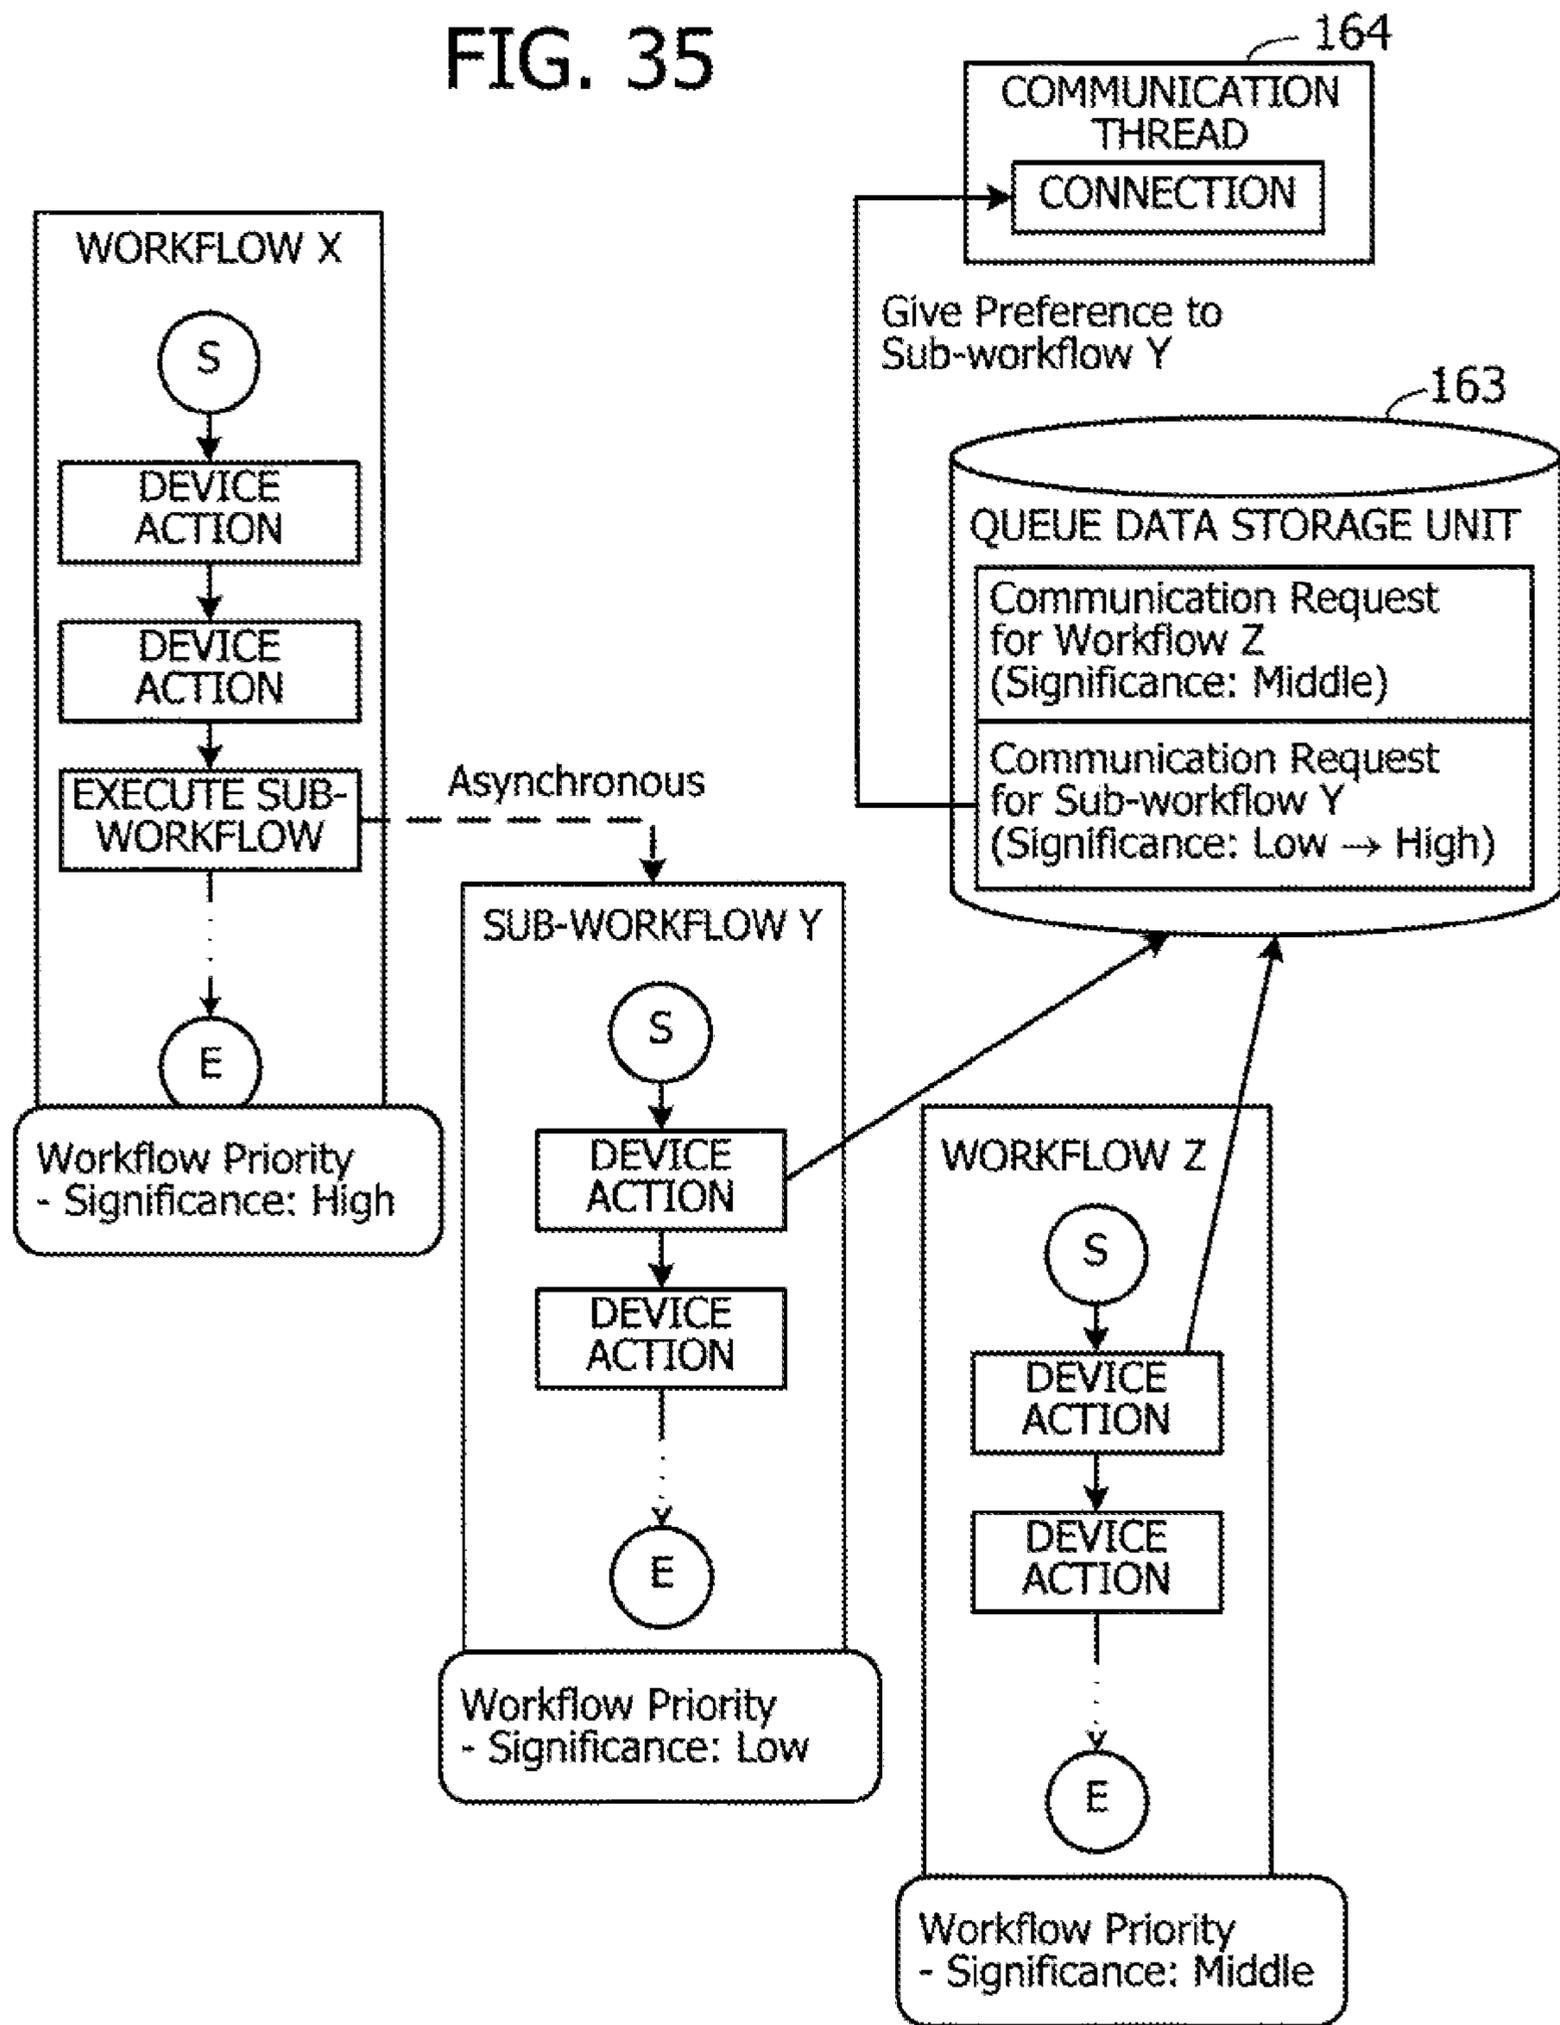 FIG. 35
164
COMMUNICATION
THREAD
CONNECTION
WORKFLOW X
S
DEVICE
ACTION
DEVICE
ACTION
EXECUTE SUB-
WORKFLOW
E
Workflow Priority
- Significance: High
Asynchronous
Give Preference to
Sub-workflow Y
163
QUEUE DATA STORAGE UNIT
Communication Request
for Workflow Z
(Significance: Middle)
Communication Request
for Sub-workflow Y
(Significance: Low → High)
SUB-WORKFLOW Y
S
DEVICE
ACTION
DEVICE
ACTION
E
Workflow Priority
- Significance: Low
WORKFLOW Z
S
DEVICE
ACTION
DEVICE
ACTION
E
Workflow Priority
- Significance: Middle